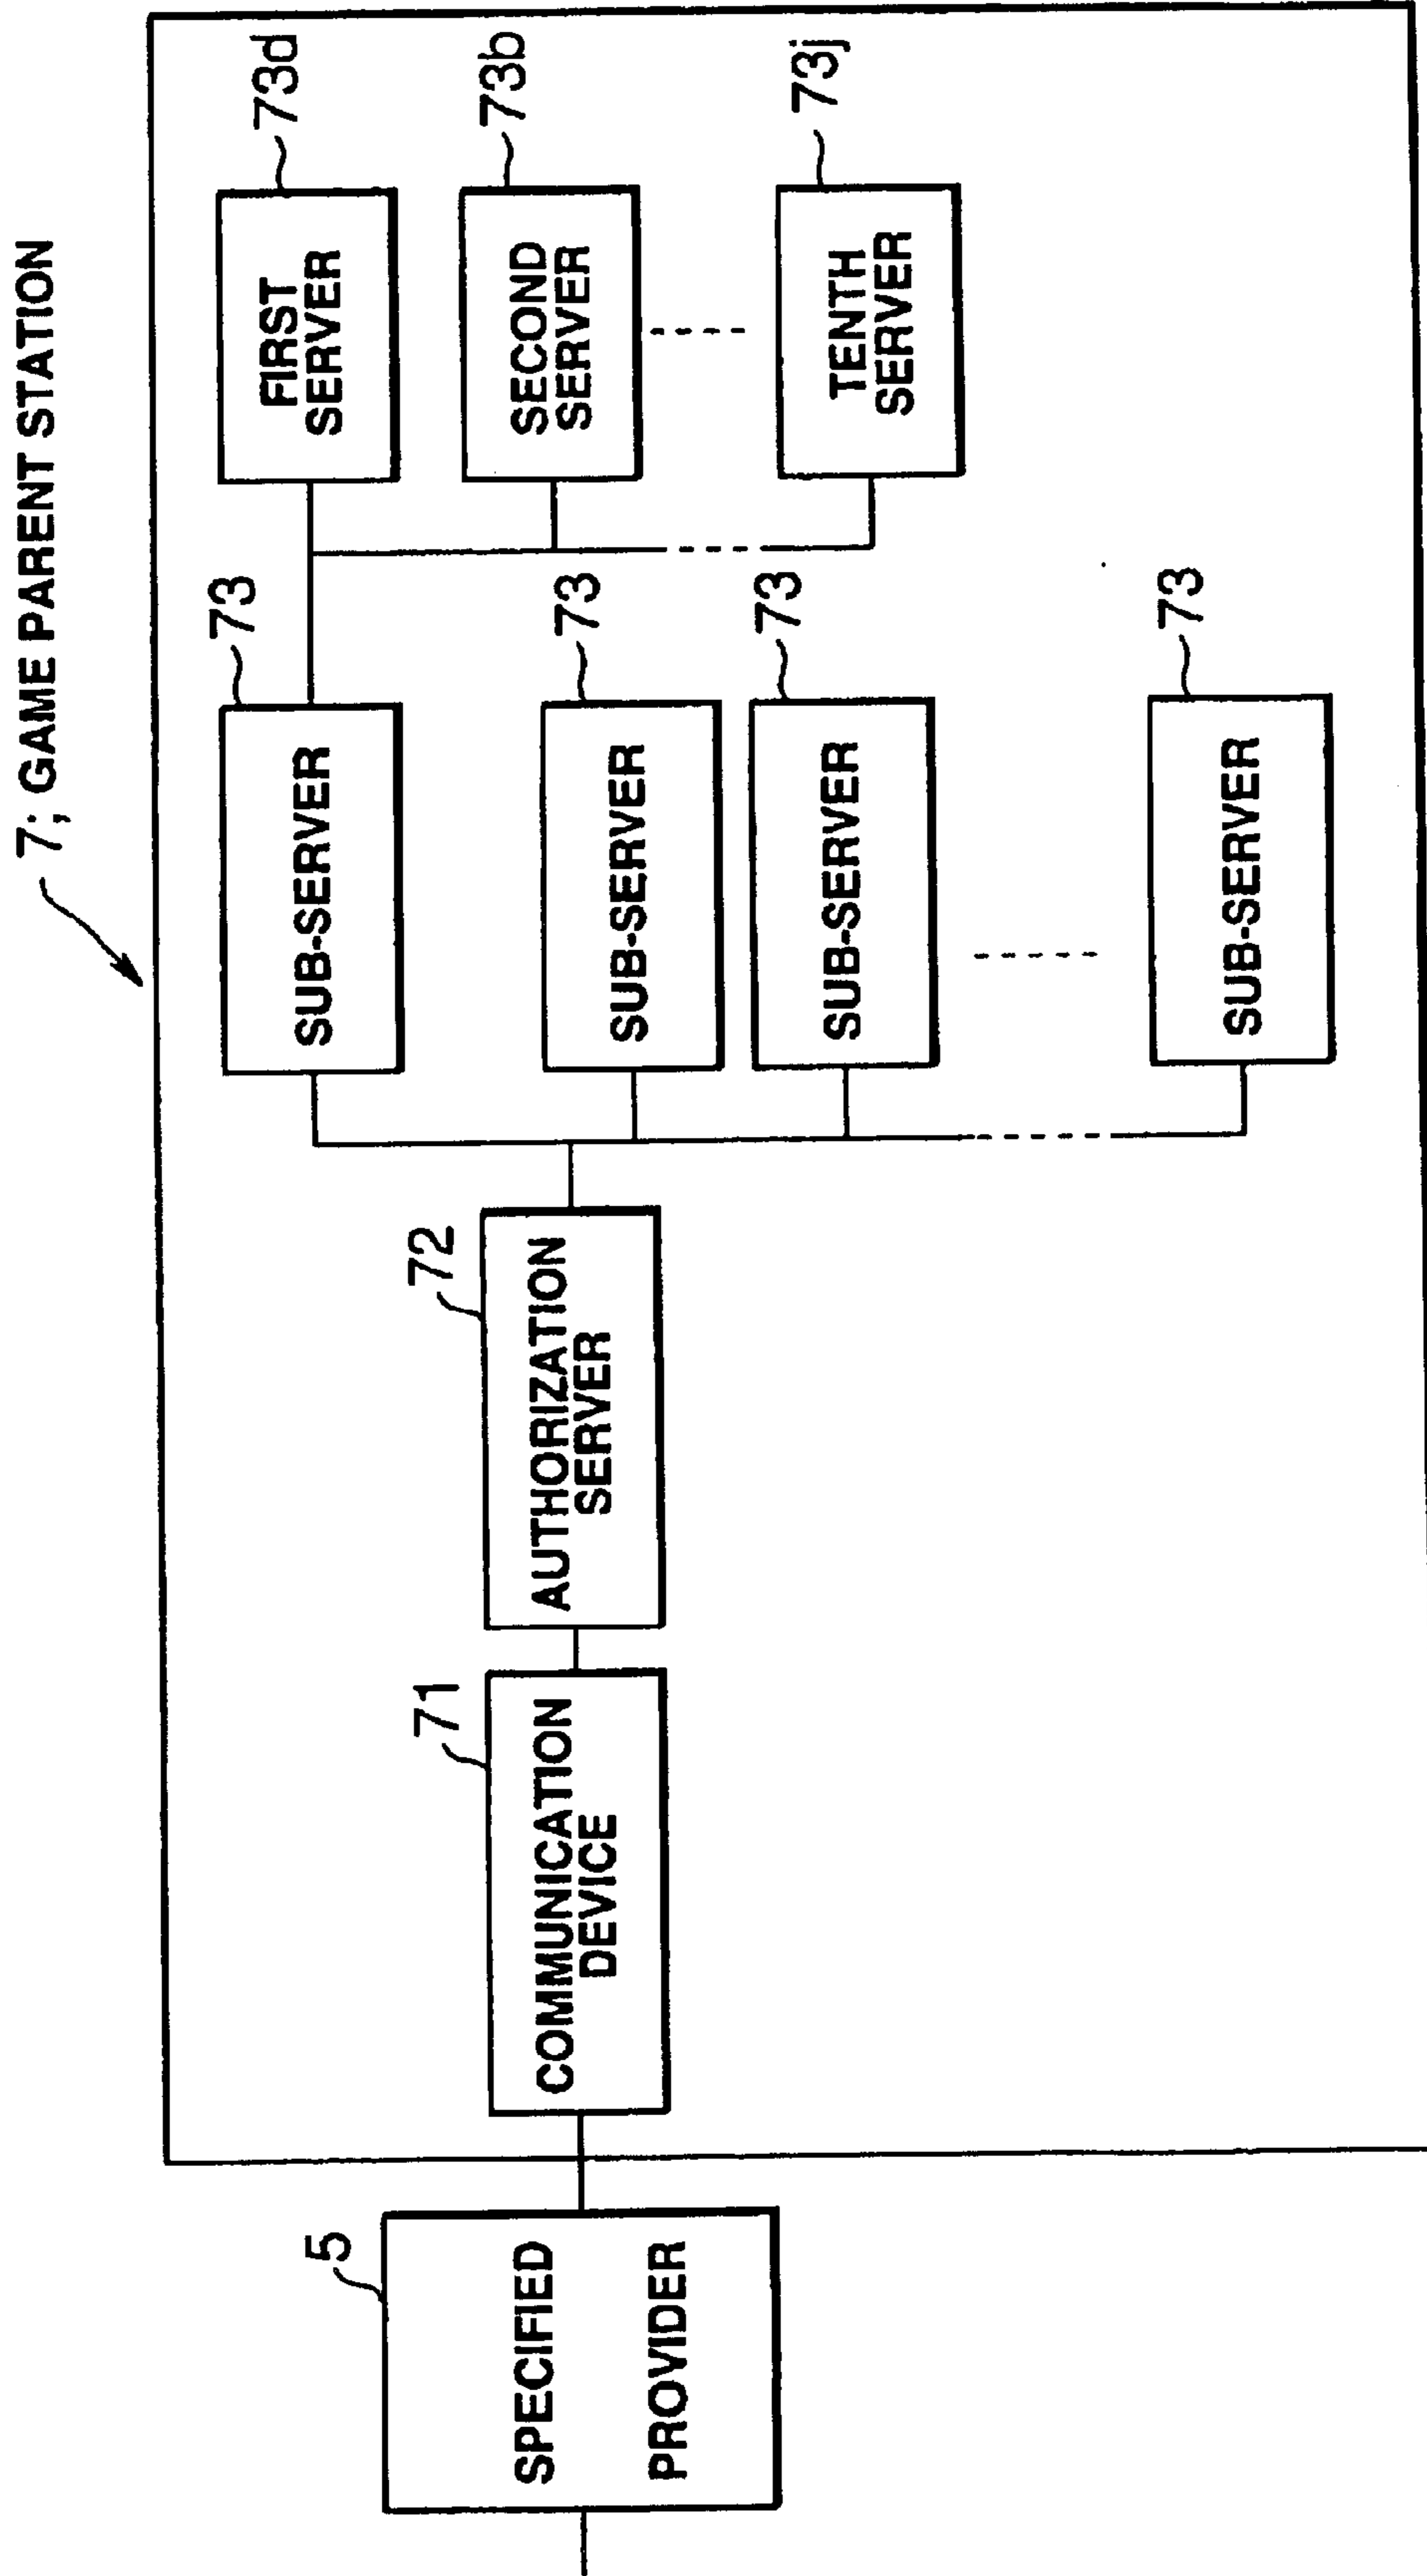 7; GAME PARENT STATION
5
SPECIFIED
PROVIDER
71
COMMUNICATION
DEVICE
72
AUTHORIZATION
SERVER
73
SUB-SERVER
73
SUB-SERVER
73
SUB-SERVER
73
SUB-SERVER
73d
FIRST
SERVER
73b
SECOND
SERVER
73j
TENTH
SERVER